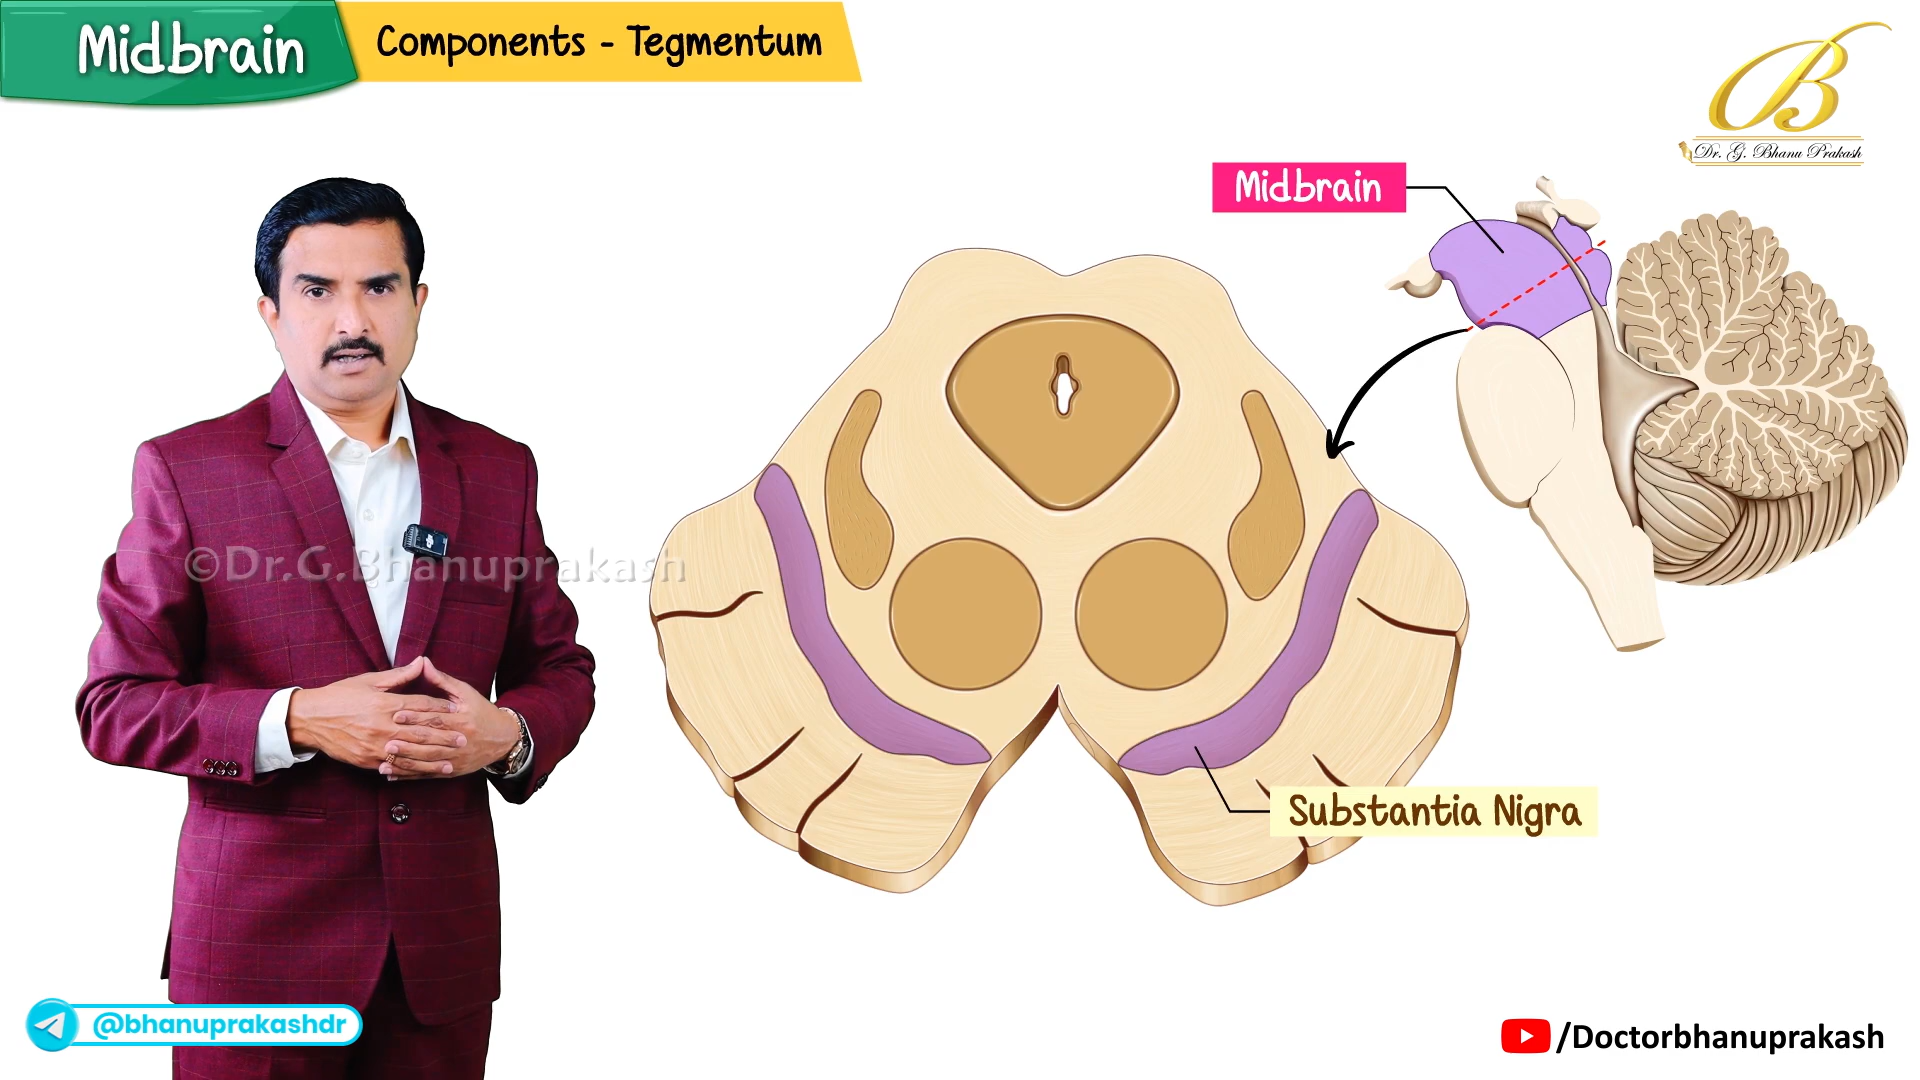 Midbrain
Components - Tegmentum
B
Dr. G. Bhanu Prakash
Midbrain
©Dr.G.Bhanuprakash
Substantia Nigra
@bhanuprakashdr
/Doctorbhanuprakash